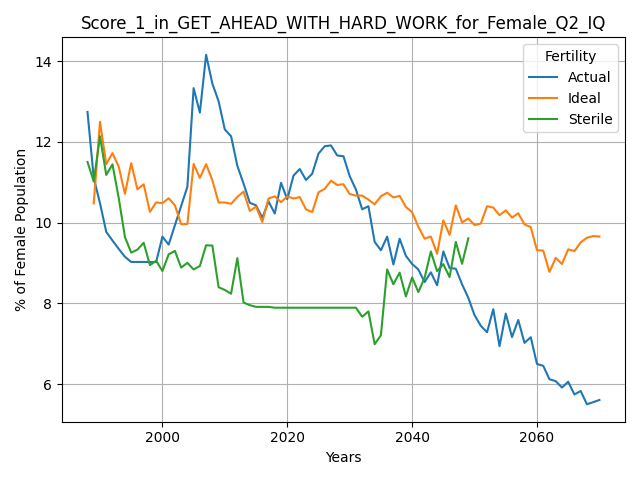 Score_1_in_GET_AHEAD_WITH_HARD_WORK_for_Female_Q2_IQ
Fertility
Actual
Ideal
Sterile
% of Female Population
14
12
10
8
6
2000 2020 2040 2060
Years